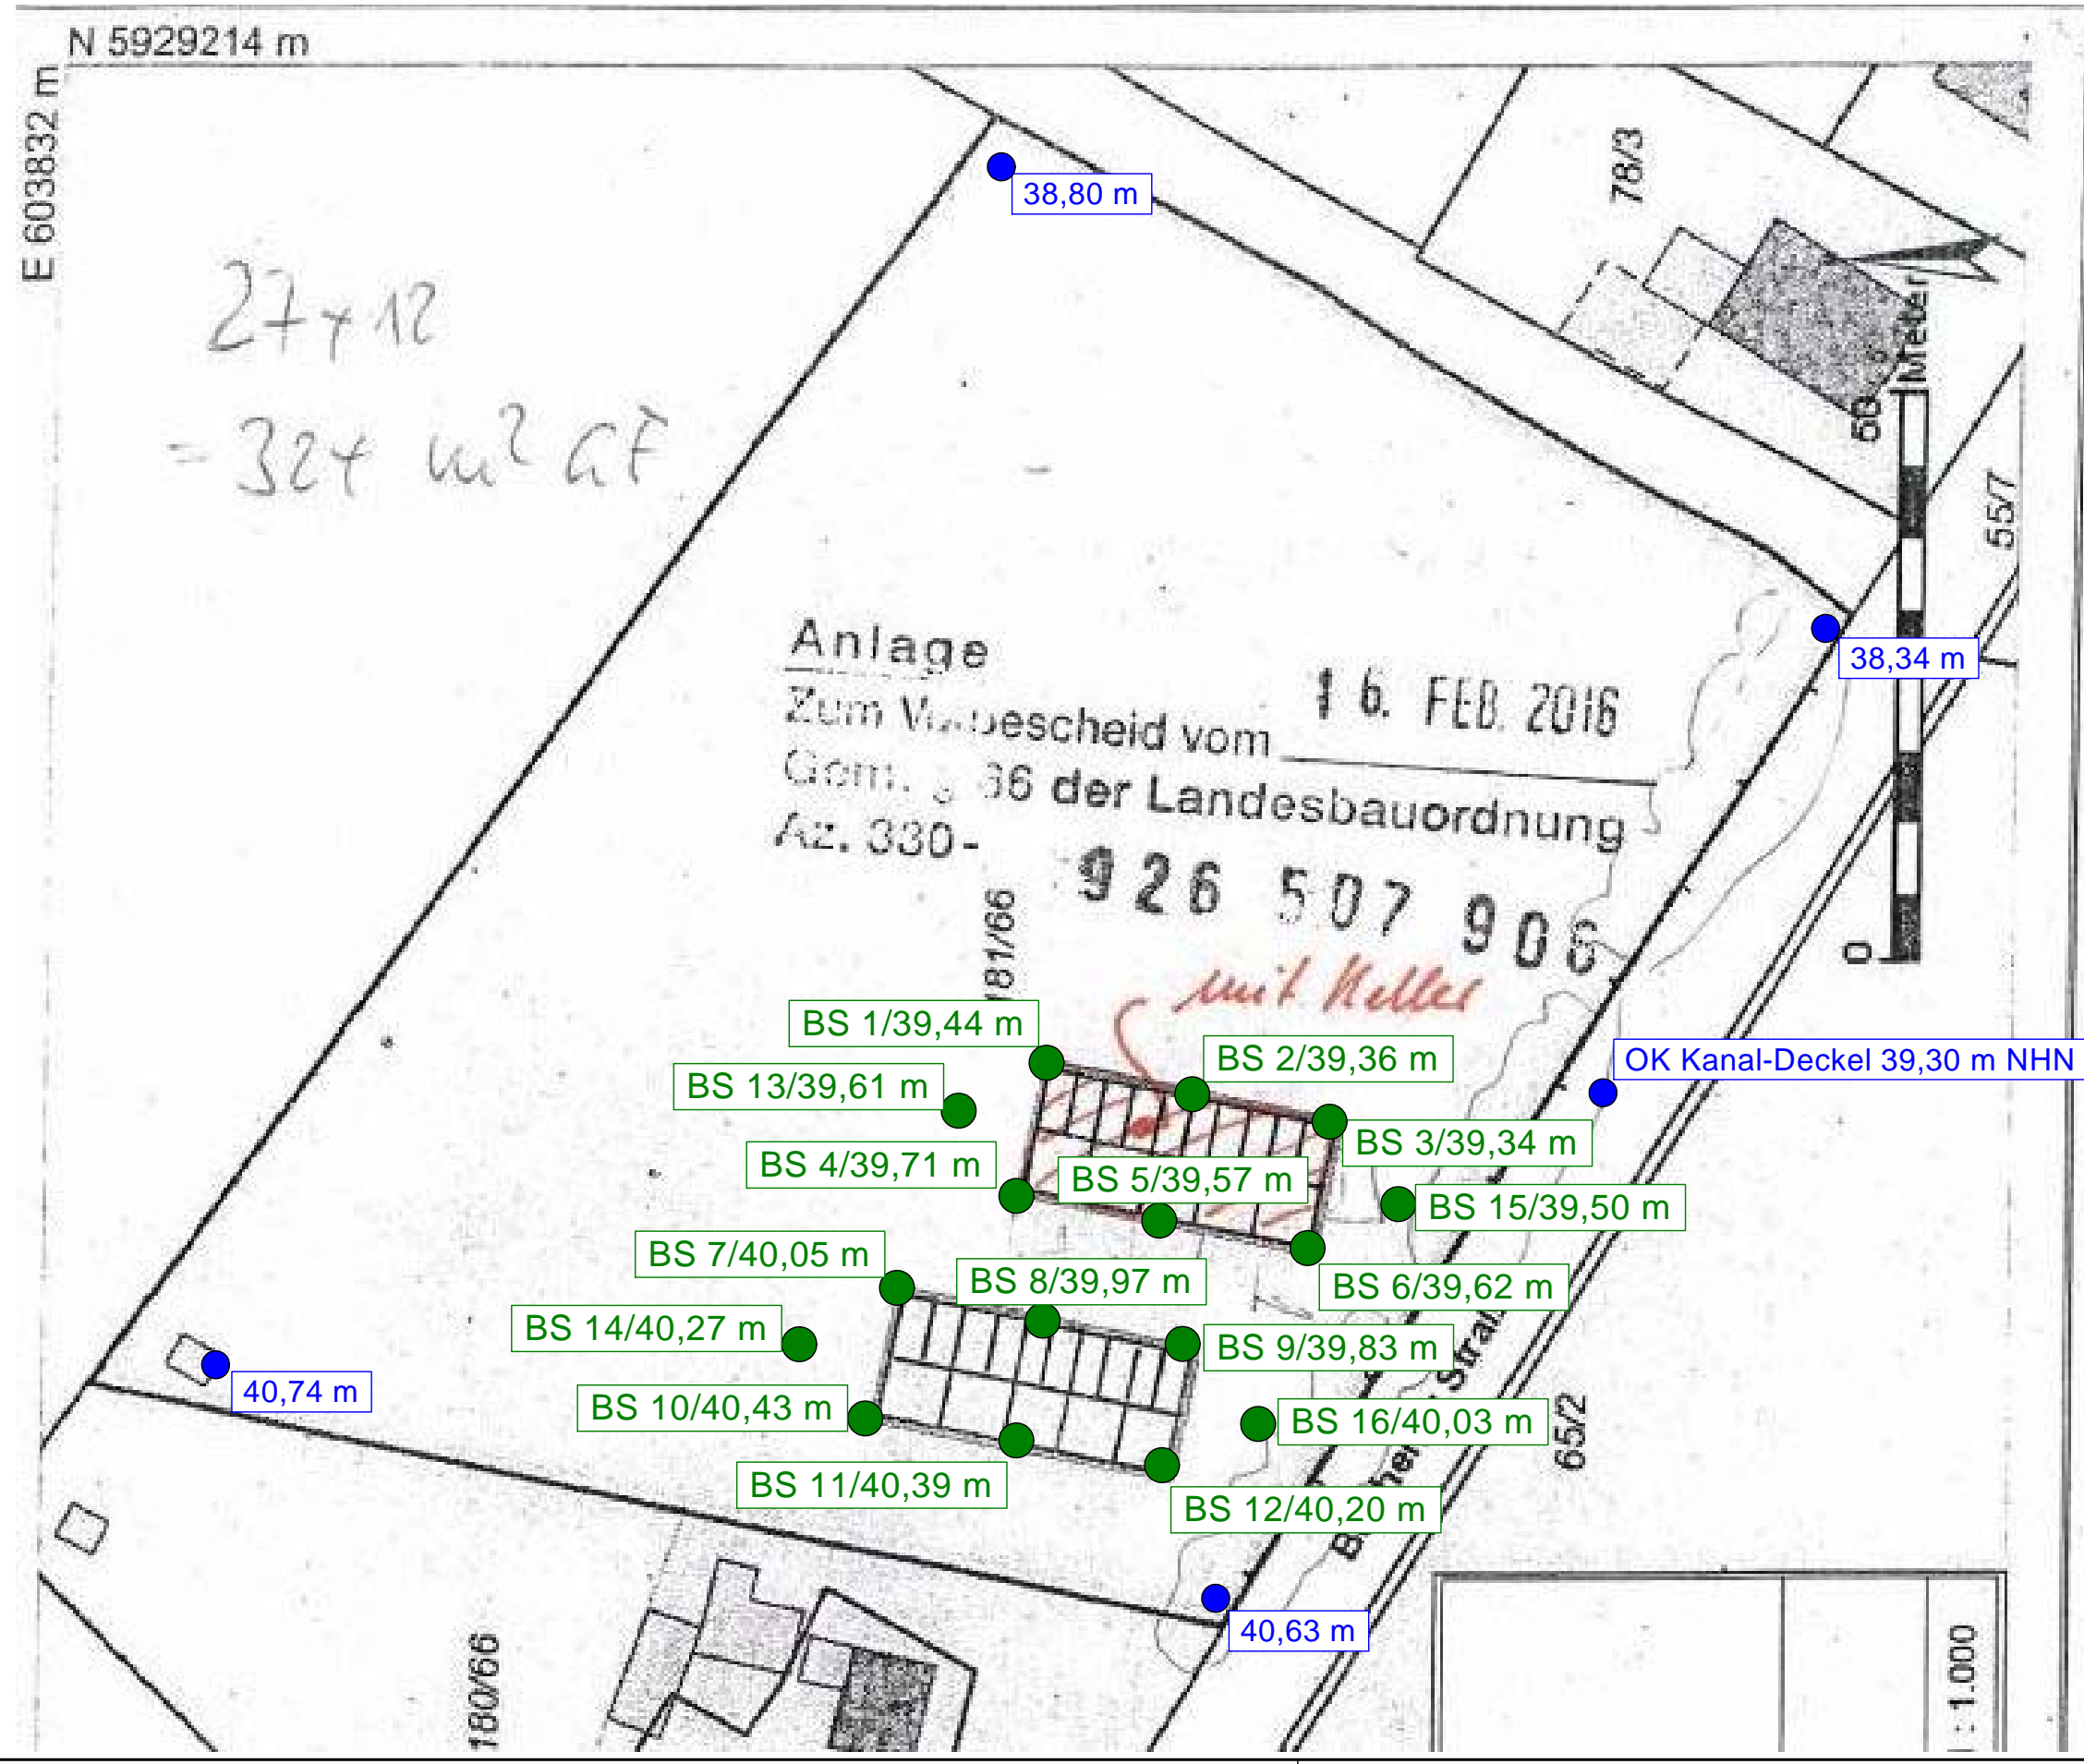 N 5929214 m
E 603832 m
38,80 m
78/3
27x12
= 324 m² GF
Meter
50
55/7
38,34 m
Anlage
Zum bescheid vom 16. FEB. 2016
Gem. § 66 der Landesbauordnung
Az. 330-
926 507 906
0
181/66
mit Keller
BS 1/39,44 m
BS 2/39,36 m
OK Kanal-Deckel 39,30 m NHN
BS 13/39,61 m
BS 3/39,34 m
BS 4/39,71 m
BS 5/39,57 m
BS 15/39,50 m
BS 7/40,05 m
BS 8/39,97 m
BS 6/39,62 m
BS 14/40,27 m
BS 9/39,83 m
40,74 m
BS 10/40,43 m
BS 16/40,03 m
65/2
BS 11/40,39 m
BS 12/40,20 m
40,63 m
180/66
1:1.000